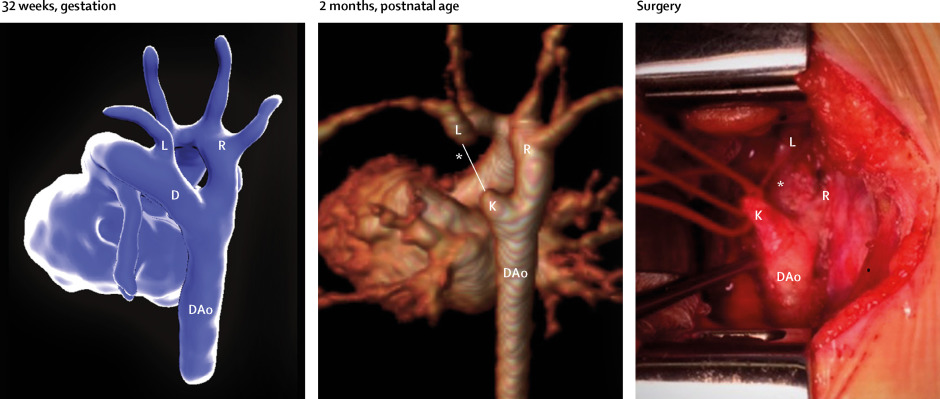 32 weeks, gestation
2 months, postnatal age
Surgery
L
R
D
DAo
L
*
R
K
DAo
L
*
R
K
DAo